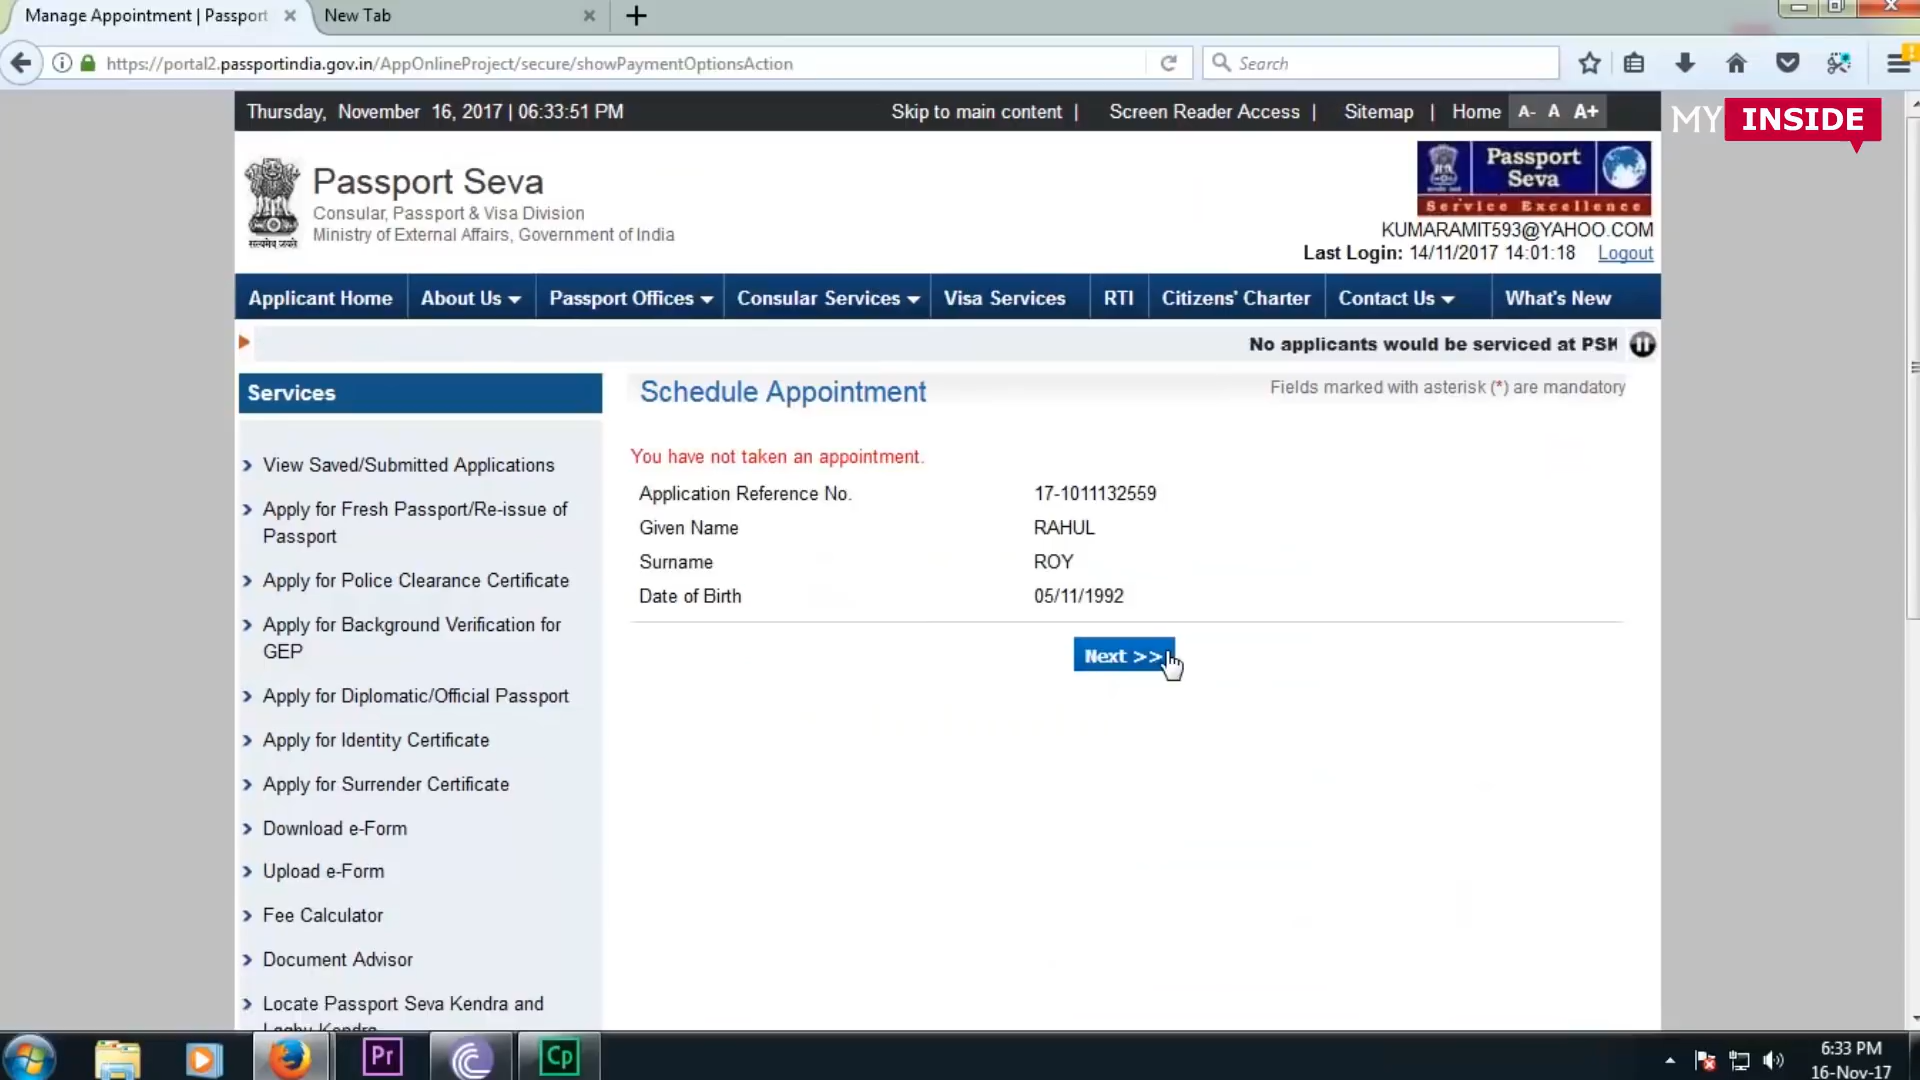 Manage Appointment | Passport
New Tab
https://portal2.passportindia.gov.in/AppOnlineProject/secure/showPaymentOptionsAction
Search
Thursday, November 16, 2017 | 06:33:51 PM
Skip to main content | Screen Reader Access | Sitemap | Home A- A A+
MY INSIDE
Passport Seva
Consular, Passport & Visa Division
Ministry of External Affairs, Government of India
सत्यमेव जयते
Passport
Seva
Service Excellence
KUMARAMIT593@YAHOO.COM
Last Login: 14/11/2017 14:01:18 Logout
Applicant Home About Us Passport Offices Consular Services Visa Services RTI Citizens' Charter Contact Us What's New
No applicants would be serviced at PSK
Services
Schedule Appointment
Fields marked with asterisk (*) are mandatory
You have not taken an appointment.
Application Reference No. 17-1011132559
Given Name RAHUL
Surname ROY
Date of Birth 05/11/1992
Next >>
View Saved/Submitted Applications
Apply for Fresh Passport/Re-issue of
Passport
Apply for Police Clearance Certificate
Apply for Background Verification for
GEP
Apply for Diplomatic/Official Passport
Apply for Identity Certificate
Apply for Surrender Certificate
Download e-Form
Upload e-Form
Fee Calculator
Document Advisor
Locate Passport Seva Kendra and
Laghu Kendra
Pr
Cp
6:33 PM
16-Nov-17